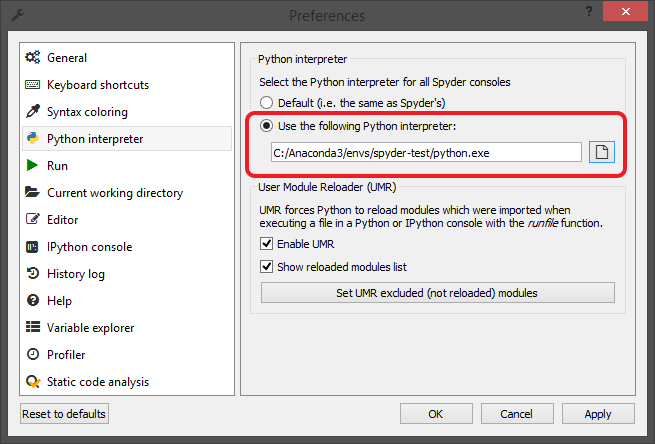 Preferences
?
General
Keyboard shortcuts
Syntax coloring
Python interpreter
Run
Current working directory
Editor
IPython console
History log
Help
Variable explorer
Profiler
Static code analysis
Python interpreter
Select the Python interpreter for all Spyder consoles
Default (i.e. the same as Spyder's)
Use the following Python interpreter:
C:/Anaconda3/envs/spyder-test/python.exe
User Module Reloader (UMR)
UMR forces Python to reload modules which were imported when
executing a file in a Python or IPython console with the runfile function.
Enable UMR
Show reloaded modules list
Set UMR excluded (not reloaded) modules
Reset to defaults
OK
Cancel
Apply